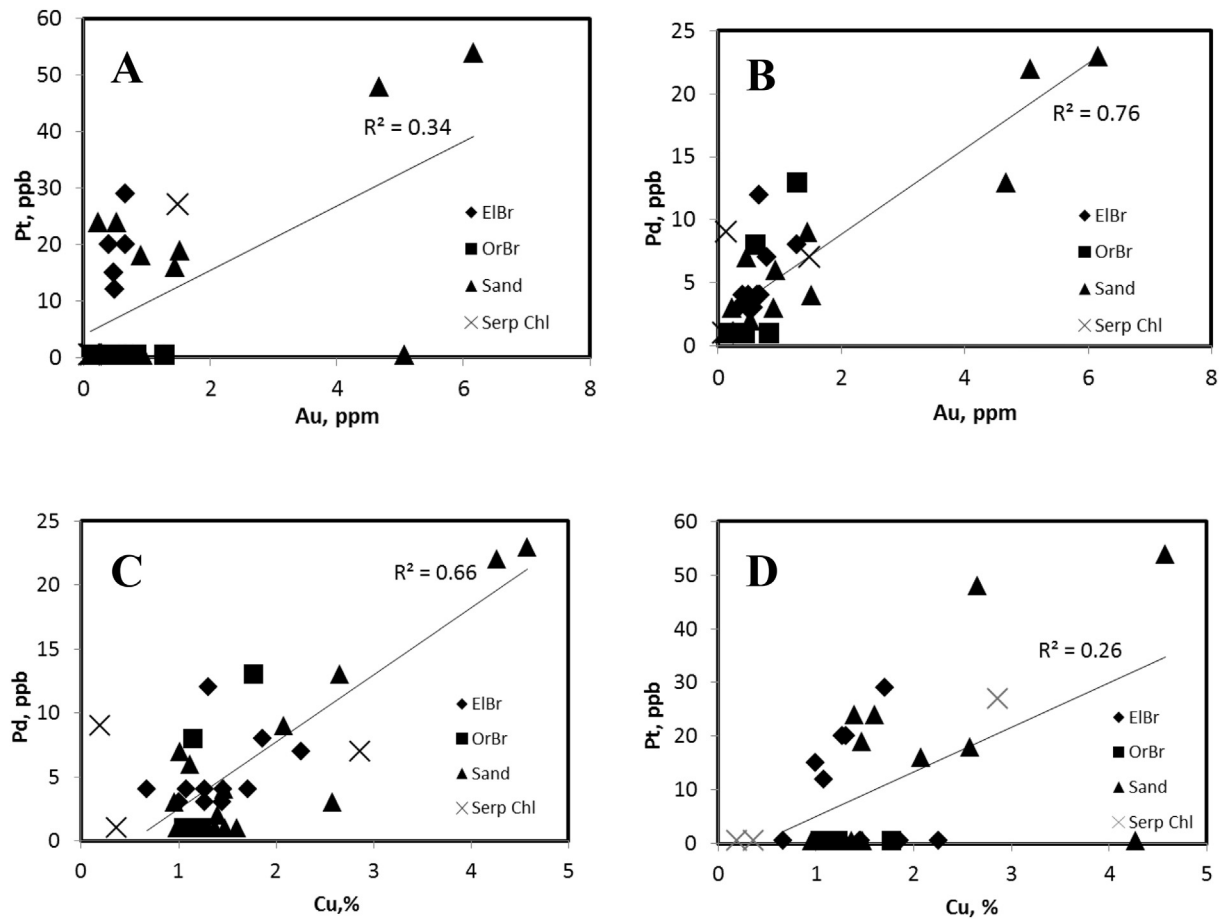 A
R² = 0.34
Pt, ppb
60
50
40
30
20
10
0
0 2 4 6 8
Au, ppm
ElBr
OrBr
Sand
Serp Chl
B
R² = 0.76
Pd, ppb
25
20
15
10
5
0
0 2 4 6 8
Au, ppm
ElBr
OrBr
Sand
Serp Chl
C
R² = 0.66
Pd, ppb
25
20
15
10
5
0
0 1 2 3 4 5
Cu,%
ElBr
OrBr
Sand
Serp Chl
D
R² = 0.26
Pt, ppb
60
50
40
30
20
10
0
0 1 2 3 4 5
Cu, %
ElBr
OrBr
Sand
Serp Chl